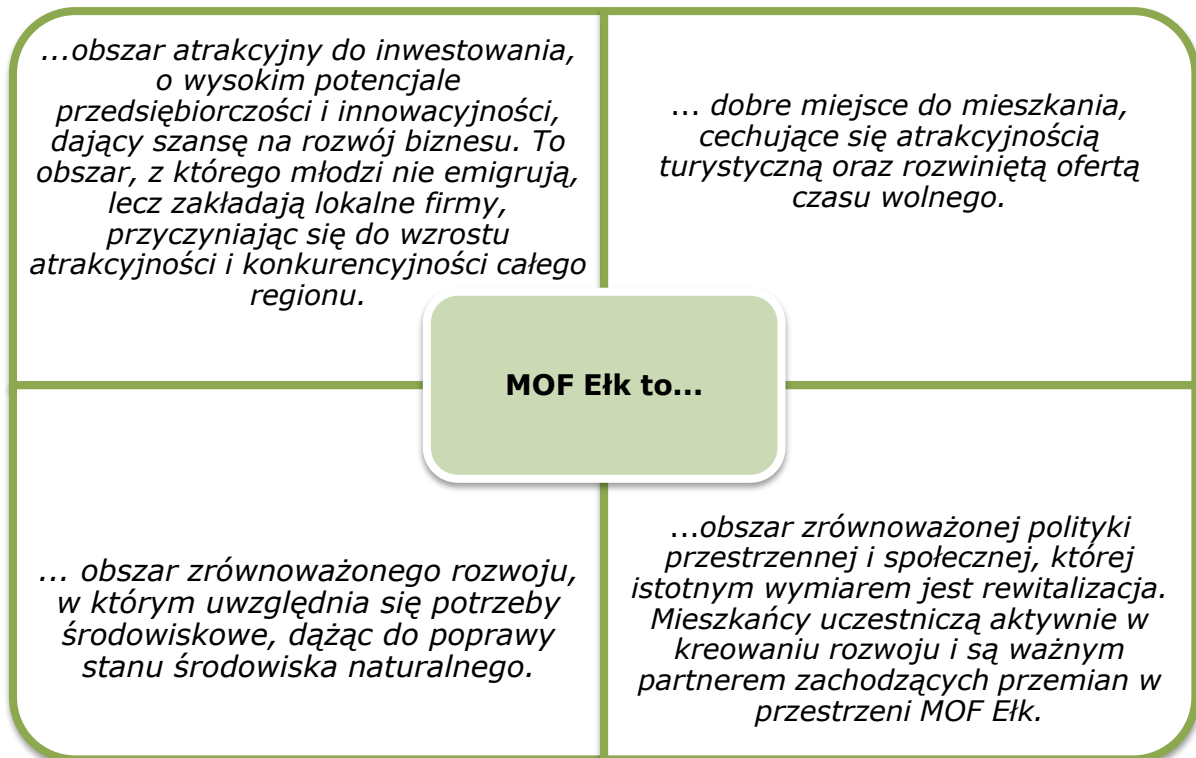 ...obszar atrakcyjny do inwestowania,
o wysokim potencjale
przedsiębiorczości i innowacyjności,
dający szansę na rozwój biznesu. To
obszar, z którego młodzi nie emigrują,
lecz zakładają lokalne firmy,
przyczyniając się do wzrostu
atrakcyjności i konkurencyjności całego
regionu.
... dobre miejsce do mieszkania,
cechujące się atrakcyjnością
turystyczną oraz rozwiniętą ofertą
czasu wolnego.
MOF Ełk to...
... obszar zrównoważonego rozwoju,
w którym uwzględnia się potrzeby
środowiskowe, dążąc do poprawy
stanu środowiska naturalnego.
...obszar zrównoważonej polityki
przestrzennej i społecznej, której
istotnym wymiarem jest rewitalizacja.
Mieszkańcy uczestniczą aktywnie w
kreowaniu rozwoju i są ważnym
partnerem zachodzących przemian w
przestrzeni MOF Ełk.